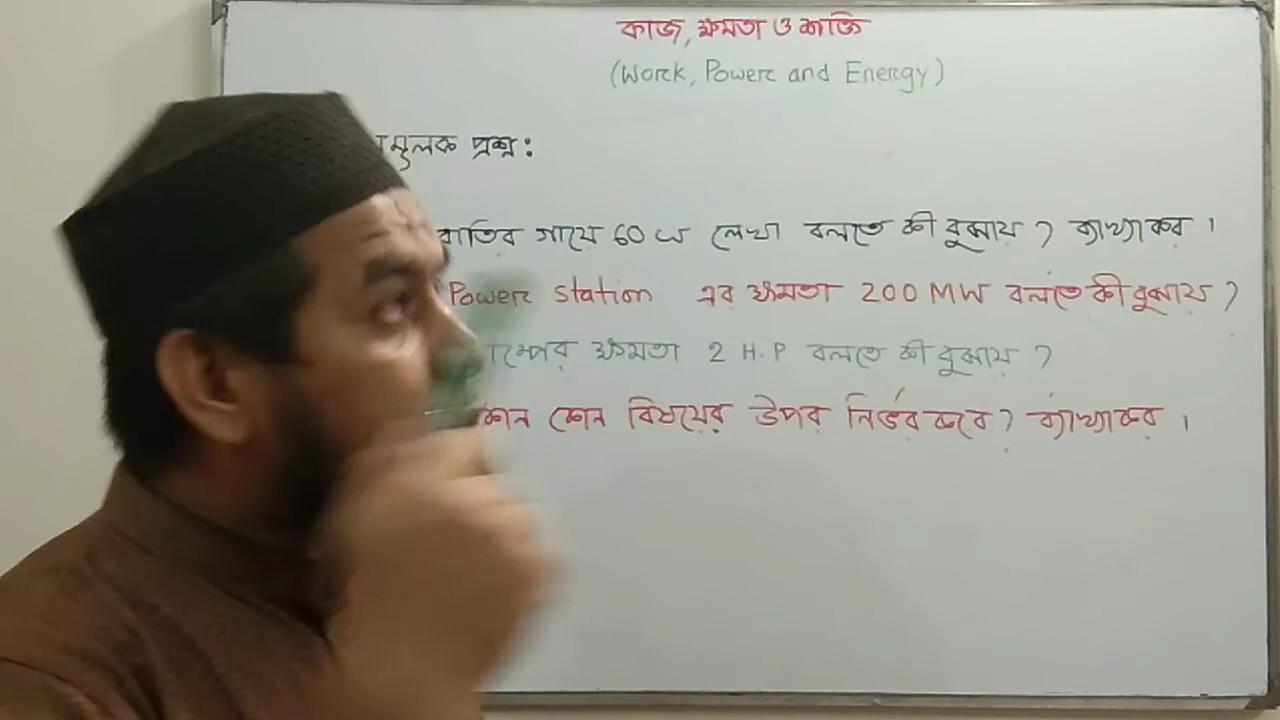 কাজ, ক্ষমতা ও শক্তি
(Work, Power and Energy)
মূলক প্রশ্ন :
বাতির গায়ে 60 W লেখা বলতে কী বুঝায় ? ব্যাখ্যা কর ।
Power Station এর ক্ষমতা 200 MW বলতে কী বুঝায় ?
ক্ষমতা 2 H.P বলতে কী বুঝায় ?
কোন বিষয়ের উপর নির্ভর করে ? ব্যাখ্যা কর ।